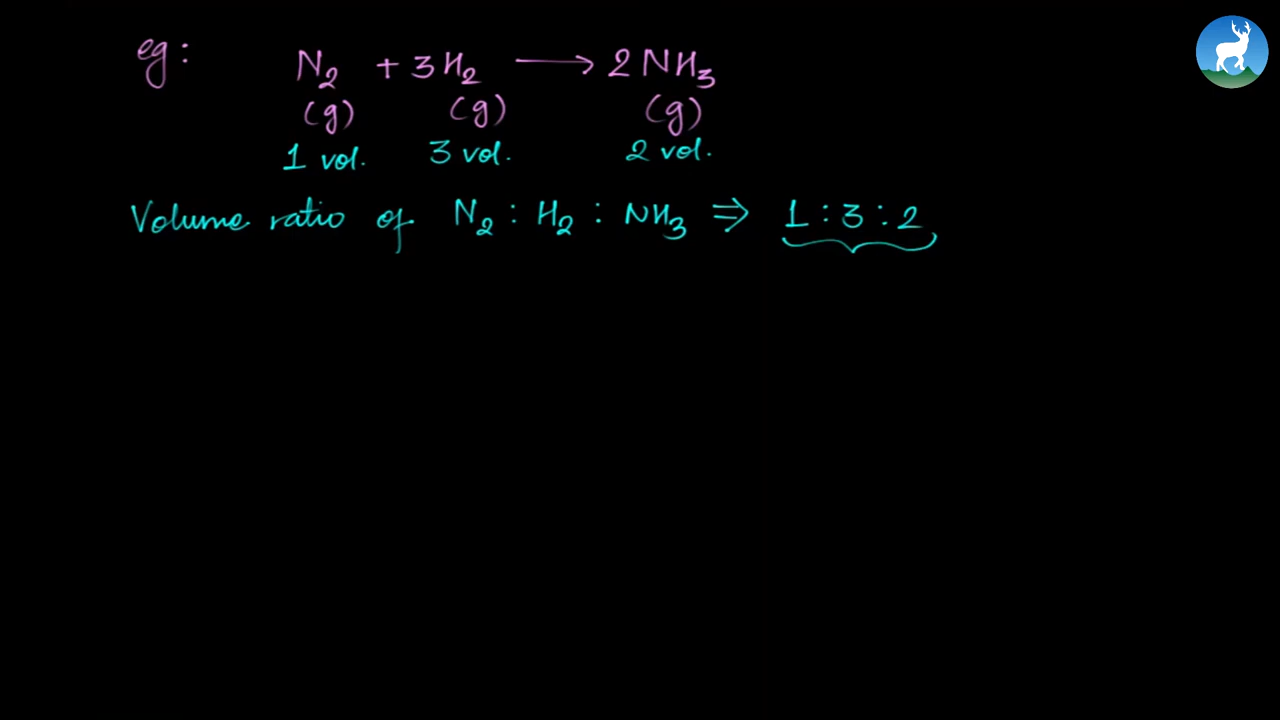 eg: N₂ + 3H₂ ⟶ 2NH₃
(g) (g) (g)
1 vol. 3 vol. 2 vol.
Volume ratio of N₂ : H₂ : NH₃ ⇒ 1 : 3 : 2